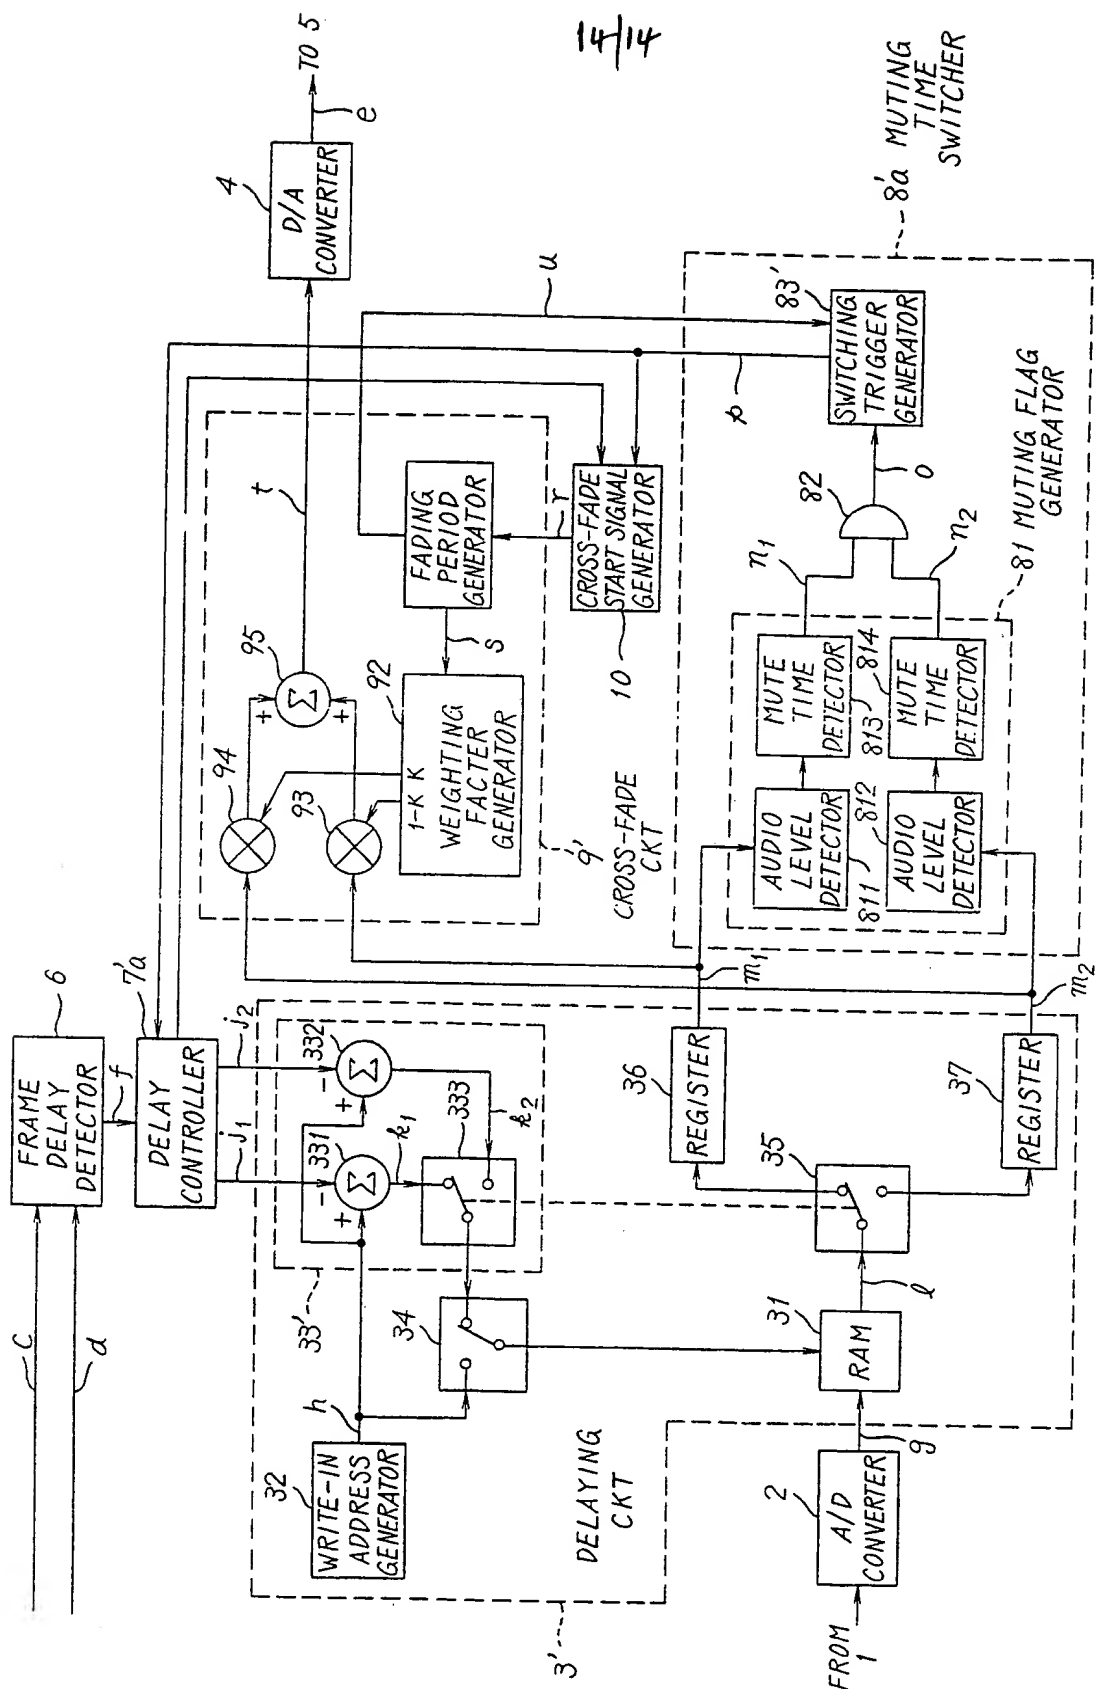 14/14
C
d
6
FRAME
DELAY
DETECTOR
f
7'a
DELAY
CONTROLLER
j1
j2
33'
331
332
+
-
+
-
Σ
Σ
k1
k2
333
32
WRITE-IN
ADDRESS
GENERATOR
h
34
3'
DELAYING
CKT
FROM
1
2
A/D
CONVERTER
g
31
RAM
l
35
36
REGISTER
37
REGISTER
m1
m2
9'
CROSS-FADE
CKT
94
93
95
+
+
Σ
92
1-K K
WEIGHTING
FACTER
GENERATOR
s
FADING
PERIOD
GENERATOR
r
CROSS-FADE
START SIGNAL
GENERATOR
10
t
4
D/A
CONVERTER
e
TO 5
u
p
8'a MUTING
TIME
SWITCHER
81 MUTING FLAG
GENERATOR
AUDIO
LEVEL
DETECTOR
811
812
AUDIO
LEVEL
DETECTOR
MUTE
TIME
DETECTOR
813
814
MUTE
TIME
DETECTOR
n1
n2
82
o
83'
SWITCHING
TRIGGER
GENERATOR